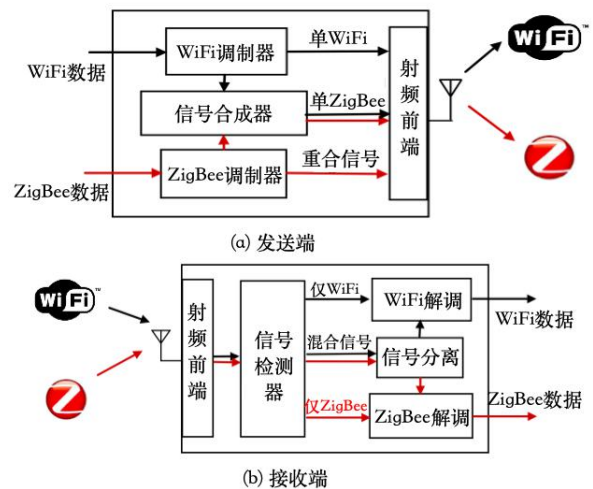 WiFi调制器
单WiFi
WiFi数据
信号合成器
单ZigBee
射频前端
ZigBee调制器
重合信号
ZigBee数据
WiFi™
Z
(a) 发送端
WiFi™
Z
射频前端
信号检测器
仅WiFi
WiFi解调
WiFi数据
混合信号
信号分离
仅ZigBee
ZigBee解调
ZigBee数据
(b) 接收端